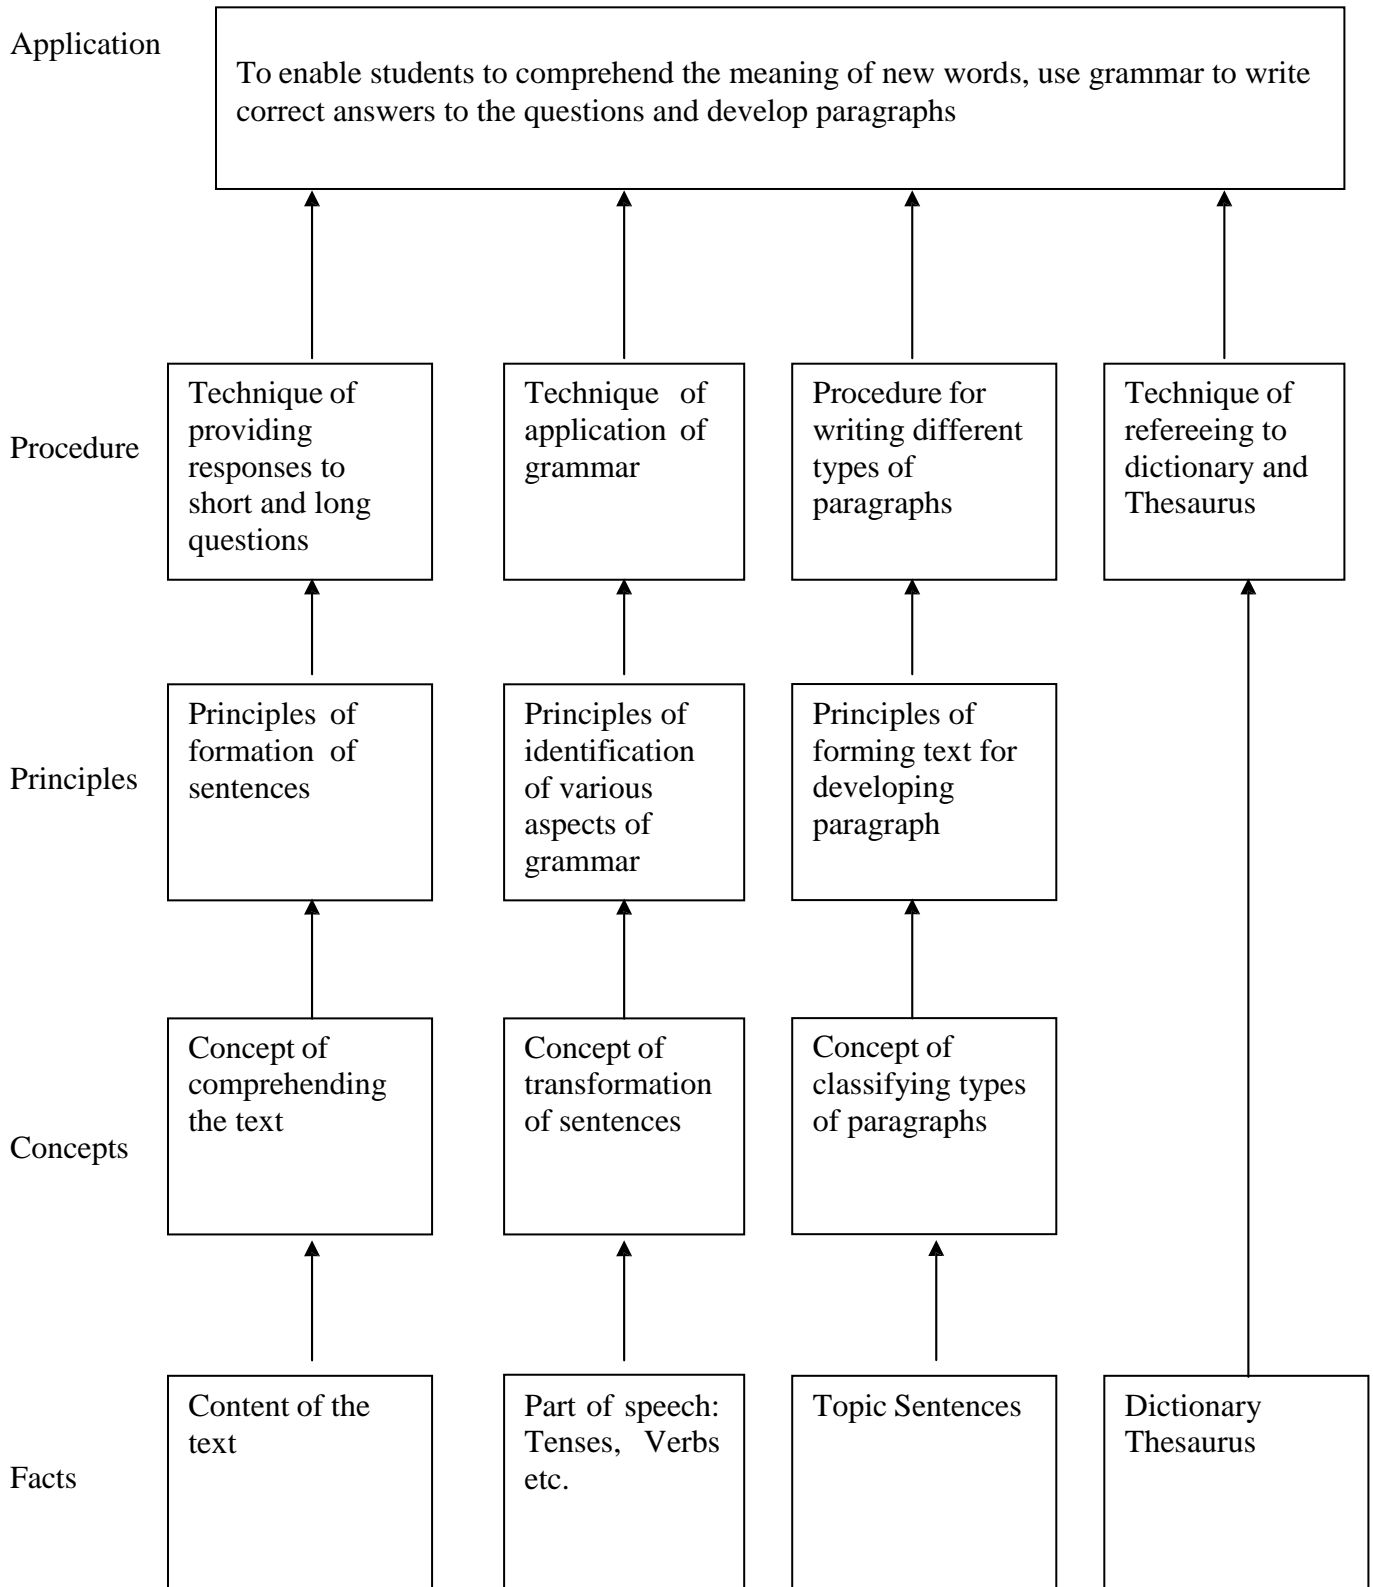 Application
To enable students to comprehend the meaning of new words, use grammar to write
correct answers to the questions and develop paragraphs
Procedure
Technique of
providing
responses to
short and long
questions
Technique of
application of
grammar
Procedure for
writing different
types of
paragraphs
Technique of
refereeing to
dictionary and
Thesaurus
Principles
Principles of
formation of
sentences
Principles of
identification
of various
aspects of
grammar
Principles of
forming text for
developing
paragraph
Concepts
Concept of
comprehending
the text
Concept of
transformation
of sentences
Concept of
classifying types
of paragraphs
Facts
Content of the
text
Part of speech:
Tenses, Verbs
etc.
Topic Sentences
Dictionary
Thesaurus